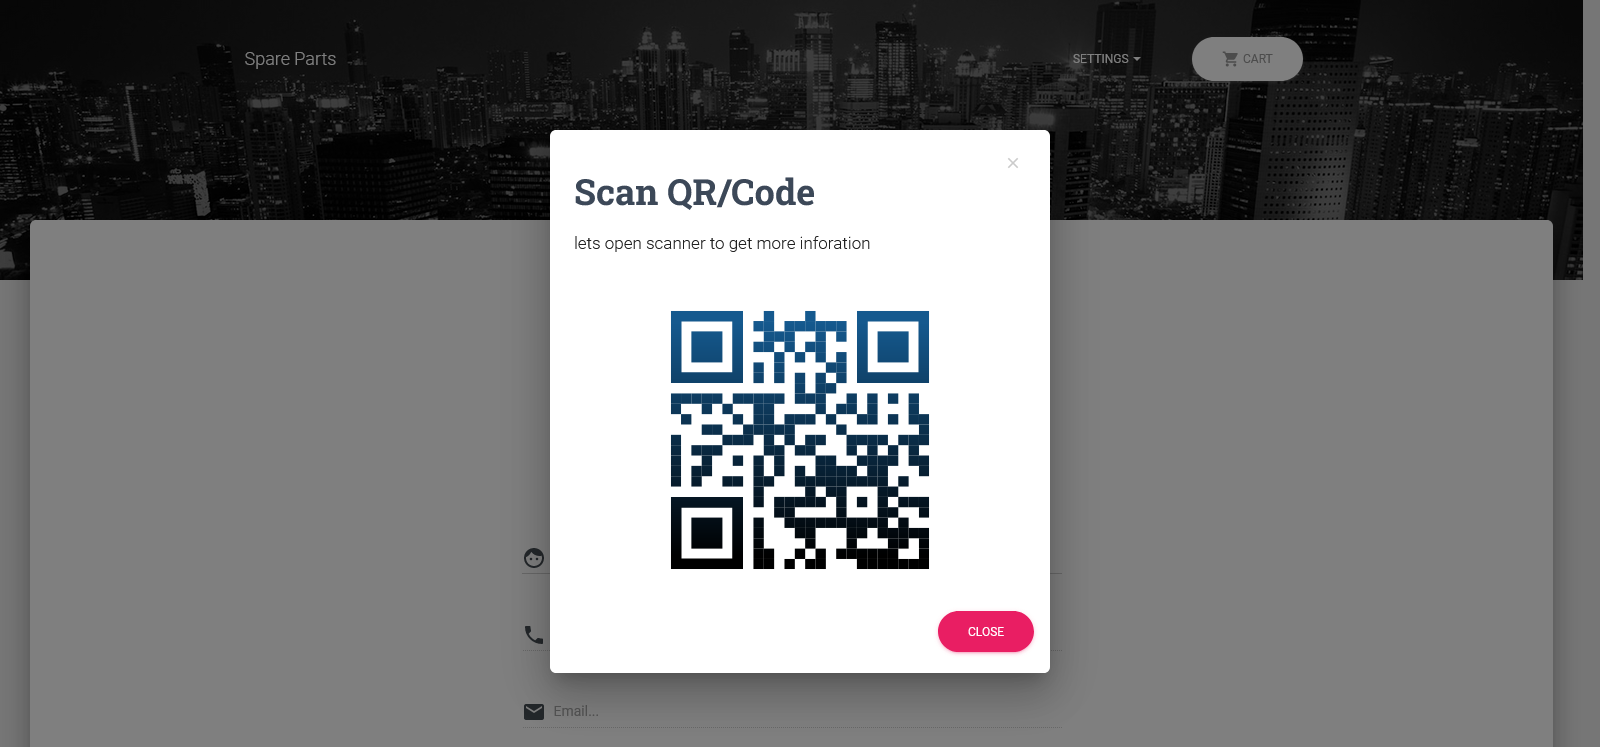 Spare Parts
SETTINGS
CART
×
Scan QR/Code
lets open scanner to get more inforation
CLOSE
Email...